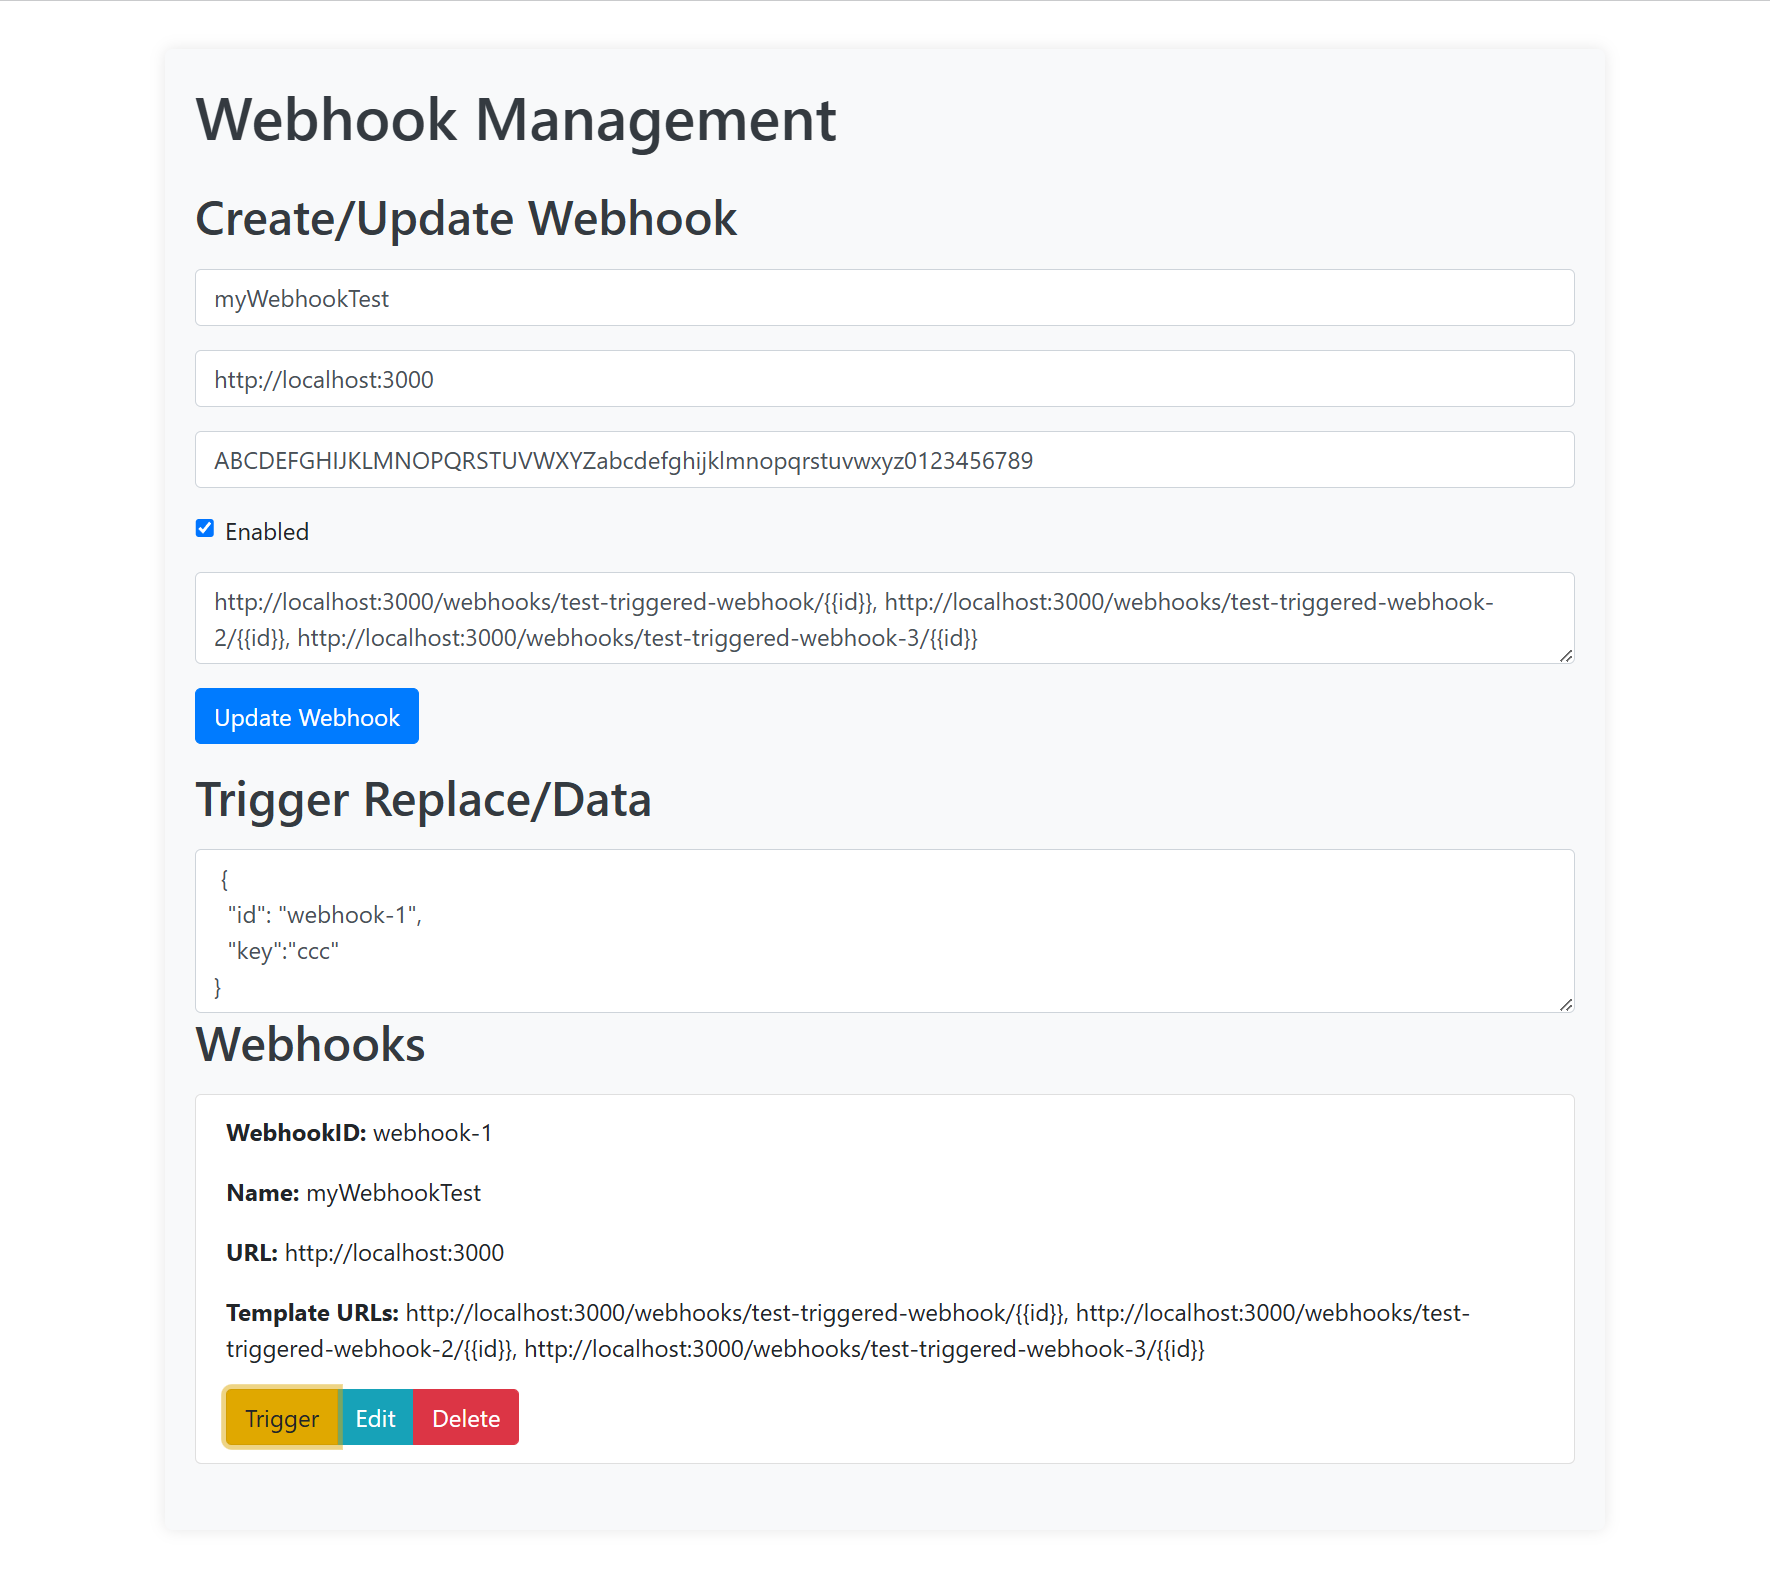 Webhook Management
Create/Update Webhook
myWebhookTest
http://localhost:3000
ABCDEFGHIJKLMNOPQRSTUVWXYZabcdefghijklmnopqrstuvwxyz0123456789
Enabled
http://localhost:3000/webhooks/test-triggered-webhook/{{id}}, http://localhost:3000/webhooks/test-triggered-webhook-
2/{{id}}, http://localhost:3000/webhooks/test-triggered-webhook-3/{{id}}
Update Webhook
Trigger Replace/Data
{
"id": "webhook-1",
"key":"ccc"
}
Webhooks
WebhookID: webhook-1
Name: myWebhookTest
URL: http://localhost:3000
Template URLs: http://localhost:3000/webhooks/test-triggered-webhook/{{id}}, http://localhost:3000/webhooks/test-
triggered-webhook-2/{{id}}, http://localhost:3000/webhooks/test-triggered-webhook-3/{{id}}
Trigger Edit Delete